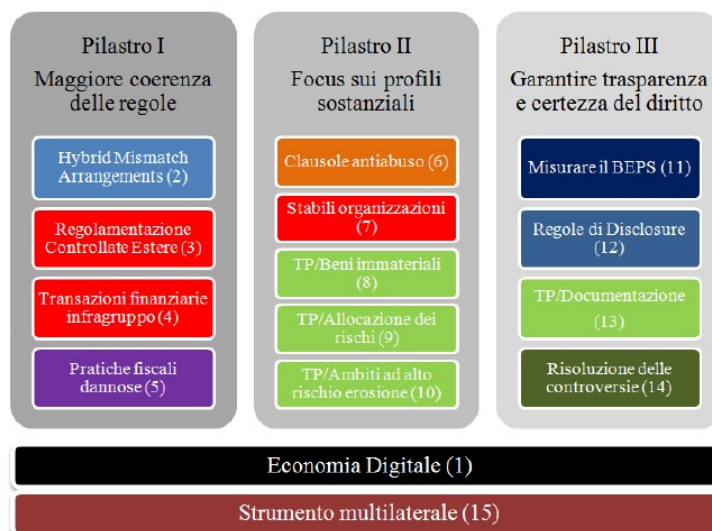 Pilastro I
Maggiore coerenza
delle regole
Hybrid Mismatch
Arrangements (2)
Regolamentazione
Controllate Estere (3)
Transazioni finanziarie
infragruppo (4)
Pratiche fiscali
dannose (5)
Pilastro II
Focus sui profili
sostanziali
Clausole antiabuso (6)
Stabili organizzazioni
(7)
TP/Beni immateriali
(8)
TP/Allocazione dei
rischi (9)
TP/Ambiti ad alto
rischio erosione (10)
Pilastro III
Garantire trasparenza
e certezza del diritto
Misurare il BEPS (11)
Regole di Disclosure
(12)
TP/Documentazione
(13)
Risoluzione delle
controversie (14)
Economia Digitale (1)
Strumento multilaterale (15)